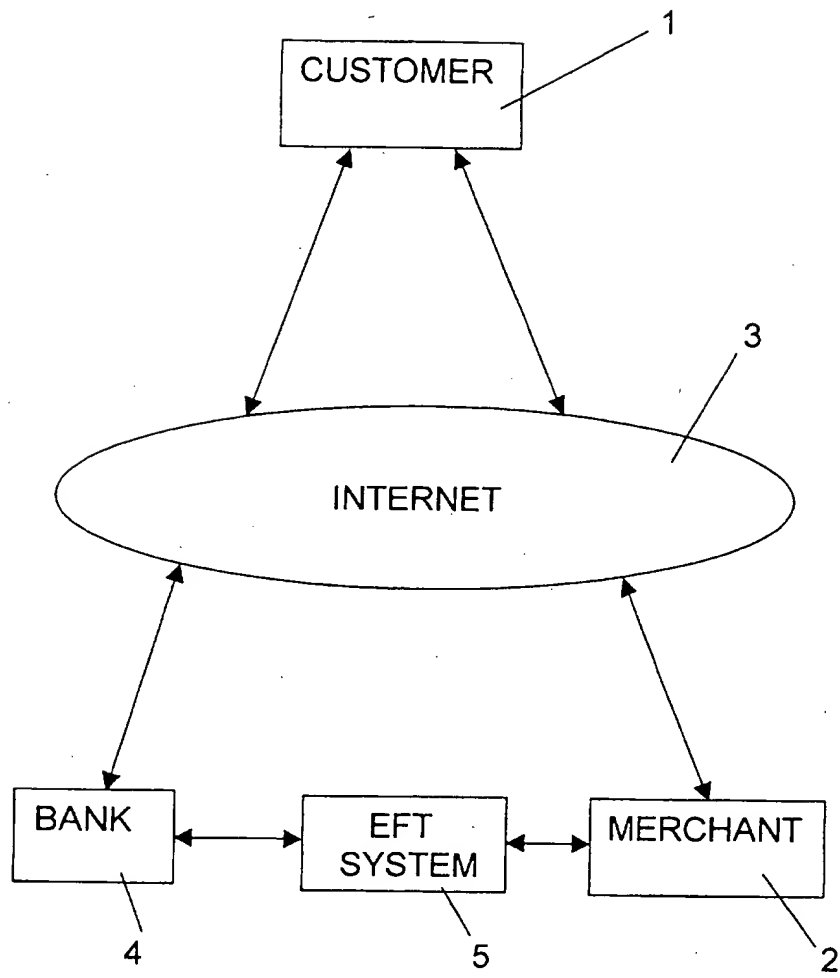 1
CUSTOMER
3
INTERNET
BANK
EFT
SYSTEM
MERCHANT
4
5
2